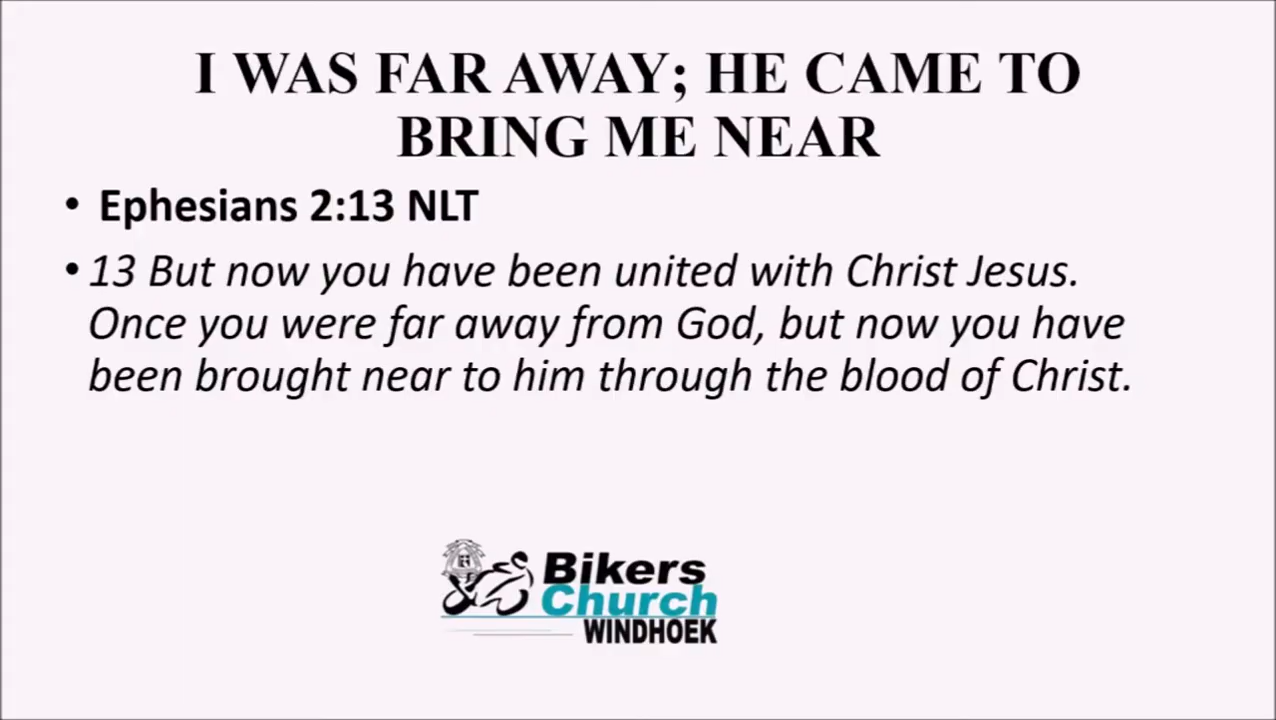 I WAS FAR AWAY; HE CAME TO
BRING ME NEAR
• Ephesians 2:13 NLT
• 13 But now you have been united with Christ Jesus.
Once you were far away from God, but now you have
been brought near to him through the blood of Christ.
Bikers
Church
WINDHOEK